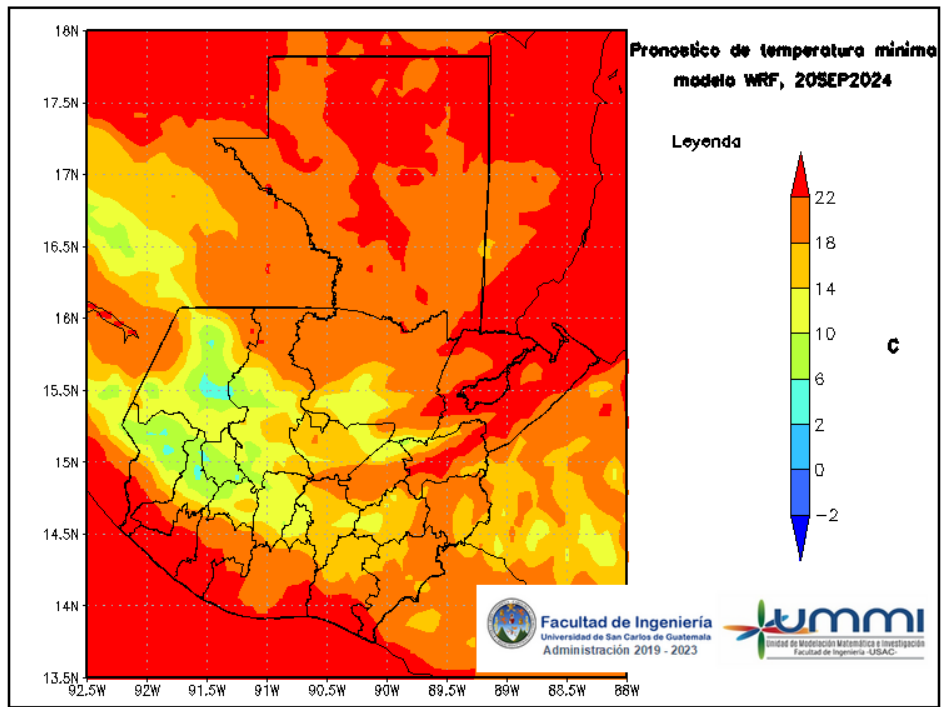 Pronostico de temperatura minima
modelo WRF, 20SEP2024
Leyenda
22
18
14
10
6
2
0
-2
C
18N
17.5N
17N
16.5N
16N
15.5N
15N
14.5N
14N
13.5N
92.5W 92W 91.5W 91W 90.5W 90W 89.5W 89W 88.5W 88W
Facultad de Ingeniería
Universidad de San Carlos de Guatemala
Administración 2019 - 2023
ummi
Unidad de Modelación Matemática e Investigación
Facultad de Ingeniería -USAC-